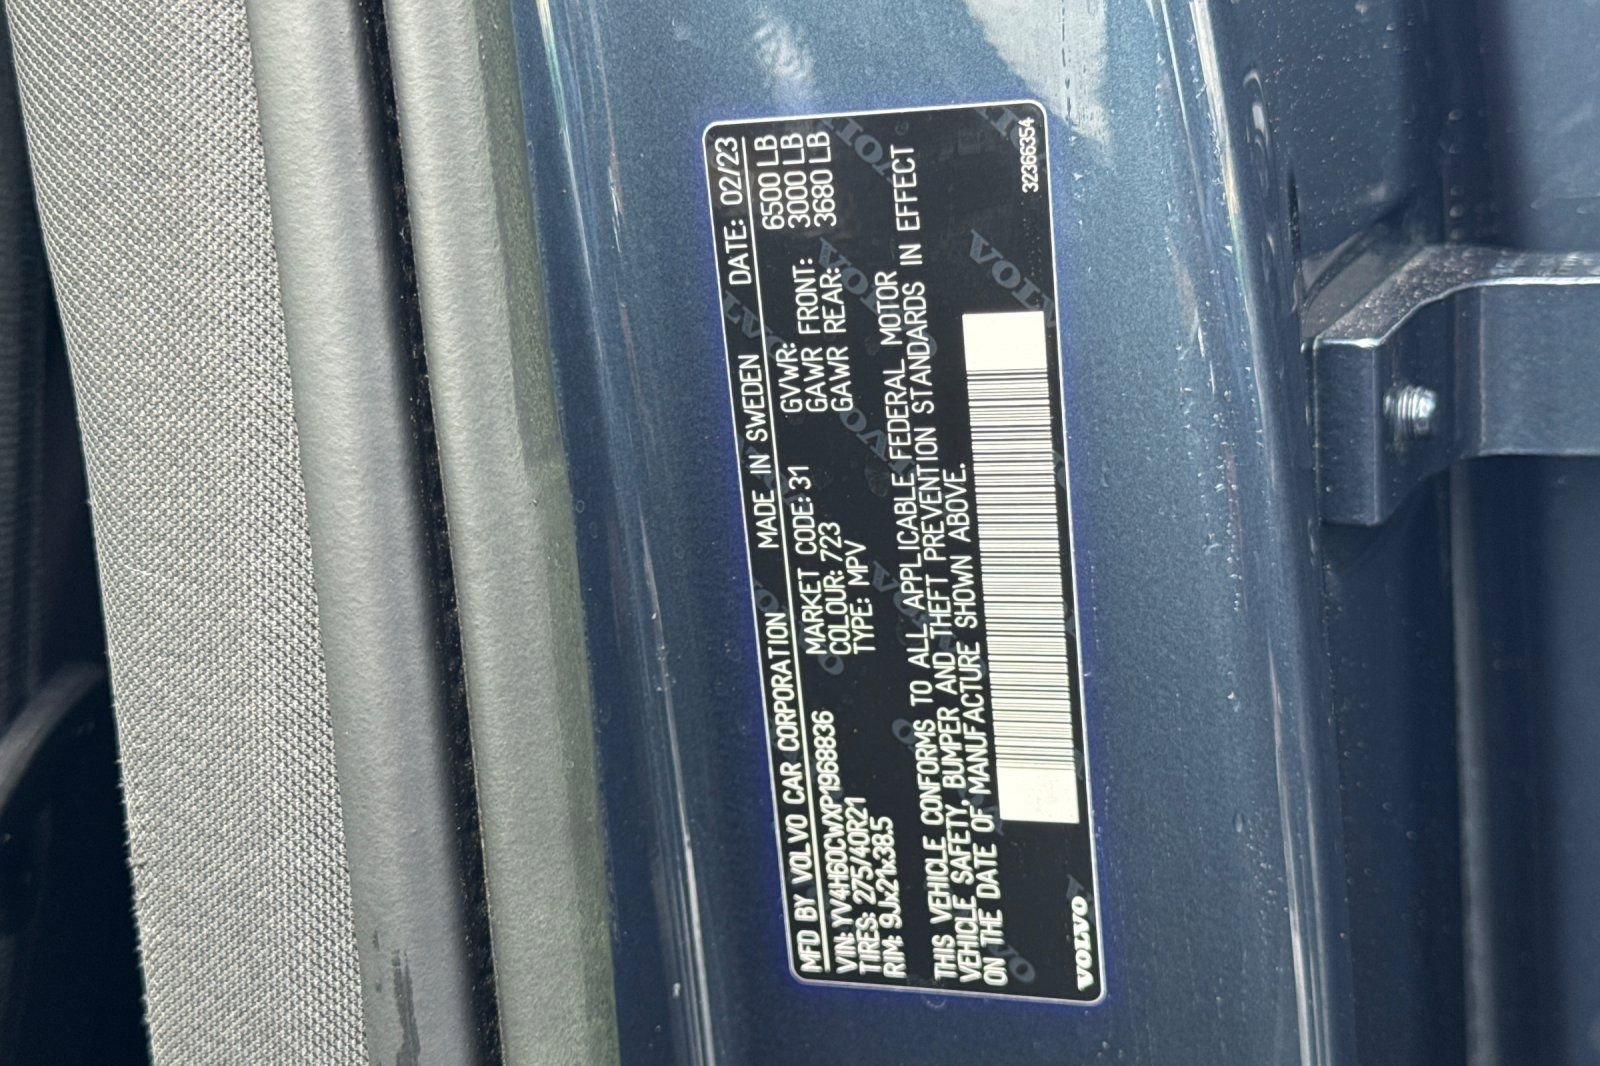 MFD BY VOLVO CAR CORPORATION MADE IN SWEDEN DATE: 02/23
VIN: YV4H60CWXP1968836 MARKET CODE: 31 GVWR: 6500 LB
TIRES: 275/40R21 COLOUR: 723 GAWR FRONT: 3000 LB
RIM: 9Jx21x38.5 TYPE: MPV GAWR REAR: 3680 LB
THIS VEHICLE CONFORMS TO ALL APPLICABLE FEDERAL MOTOR
VEHICLE SAFETY, BUMPER AND THEFT PREVENTION STANDARDS IN EFFECT
ON THE DATE OF MANUFACTURE SHOWN ABOVE.
VOLVO 32366354